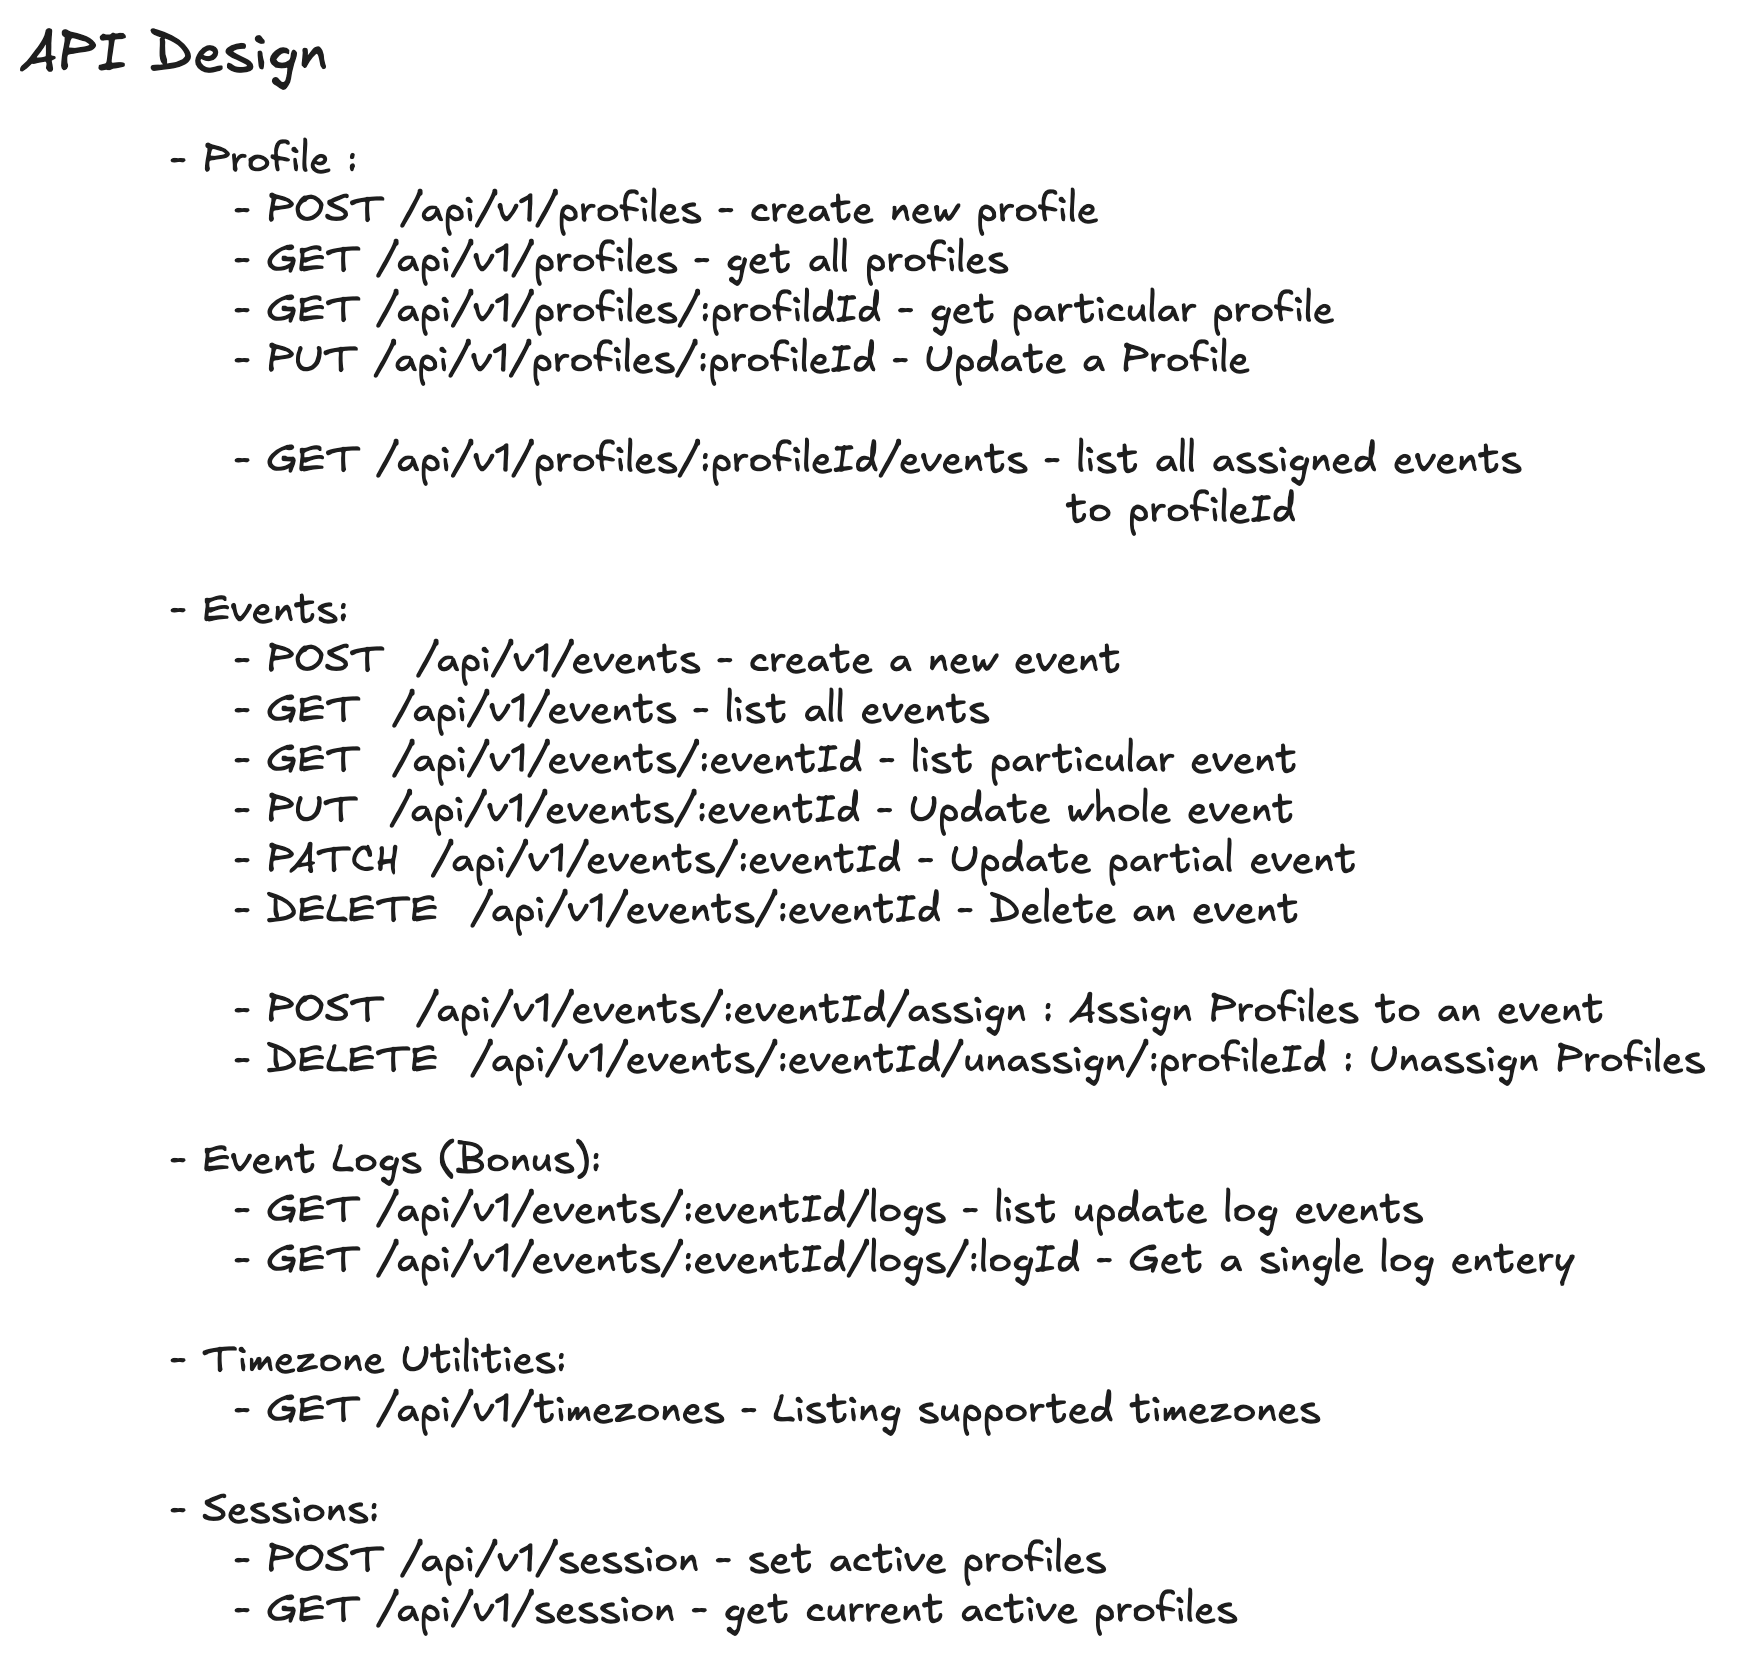 API Design
- Profile :
- POST /api/v1/profiles - create new profile
- GET /api/v1/profiles - get all profiles
- GET /api/v1/profiles/:profildId - get particular profile
- PUT /api/v1/profiles/:profileId - Update a Profile
- GET /api/v1/profiles/:profileId/events - list all assigned events
to profileId
- Events:
- POST /api/v1/events - create a new event
- GET /api/v1/events - list all events
- GET /api/v1/events/:eventId - list particular event
- PUT /api/v1/events/:eventId - Update whole event
- PATCH /api/v1/events/:eventId - Update partial event
- DELETE /api/v1/events/:eventId - Delete an event
- POST /api/v1/events/:eventId/assign : Assign Profiles to an event
- DELETE /api/v1/events/:eventId/unassign/:profileId : Unassign Profiles
- Event Logs (Bonus):
- GET /api/v1/events/:eventId/logs - list update log events
- GET /api/v1/events/:eventId/logs/:logId - Get a single log entery
- Timezone Utilities:
- GET /api/v1/timezones - Listing supported timezones
- Sessions:
- POST /api/v1/session - set active profiles
- GET /api/v1/session - get current active profiles